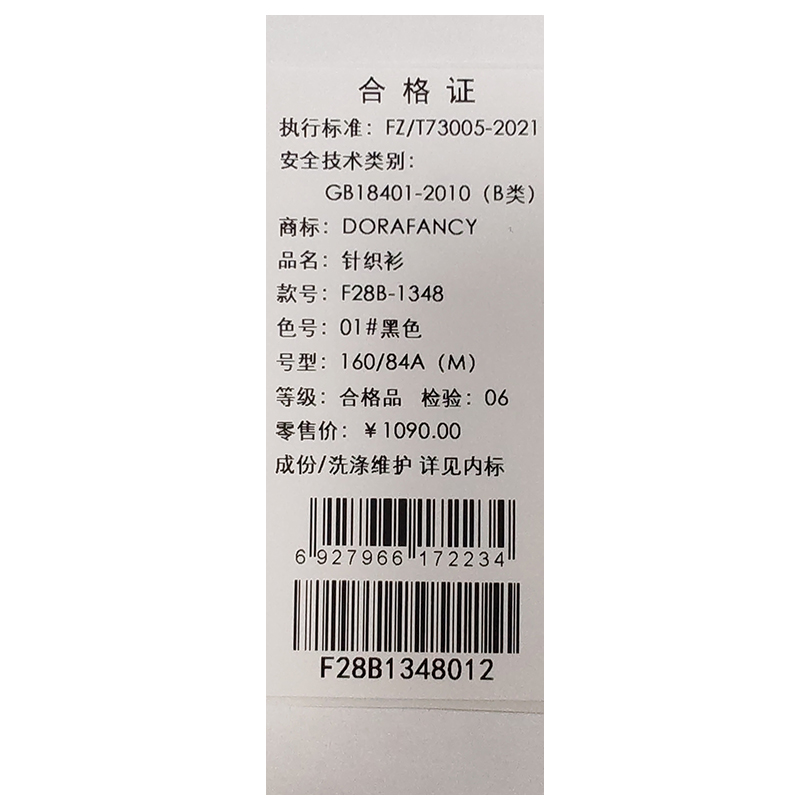 合格证
执行标准：FZ/T73005-2021
安全技术类别：
GB18401-2010（B类）
商标：DORAFANCY
品名：针织衫
款号：F28B-1348
色号：01#黑色
号型：160/84A（M）
等级：合格品 检验：06
零售价：￥1090.00
成份/洗涤维护 详见内标
6 927966 172234
F28B1348012